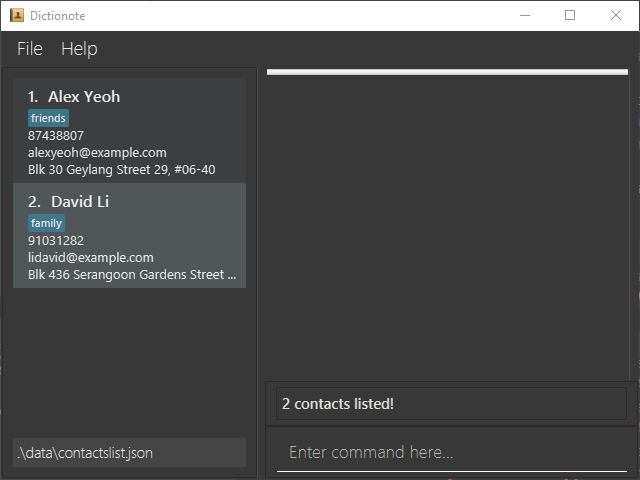 Dictionote
File Help
1. Alex Yeoh
friends
87438807
alexyeoh@example.com
Blk 30 Geylang Street 29, #06-40
2. David Li
family
91031282
lidavid@example.com
Blk 436 Serangoon Gardens Street ...
.\data\contactslist.json
2 contacts listed!
Enter command here...